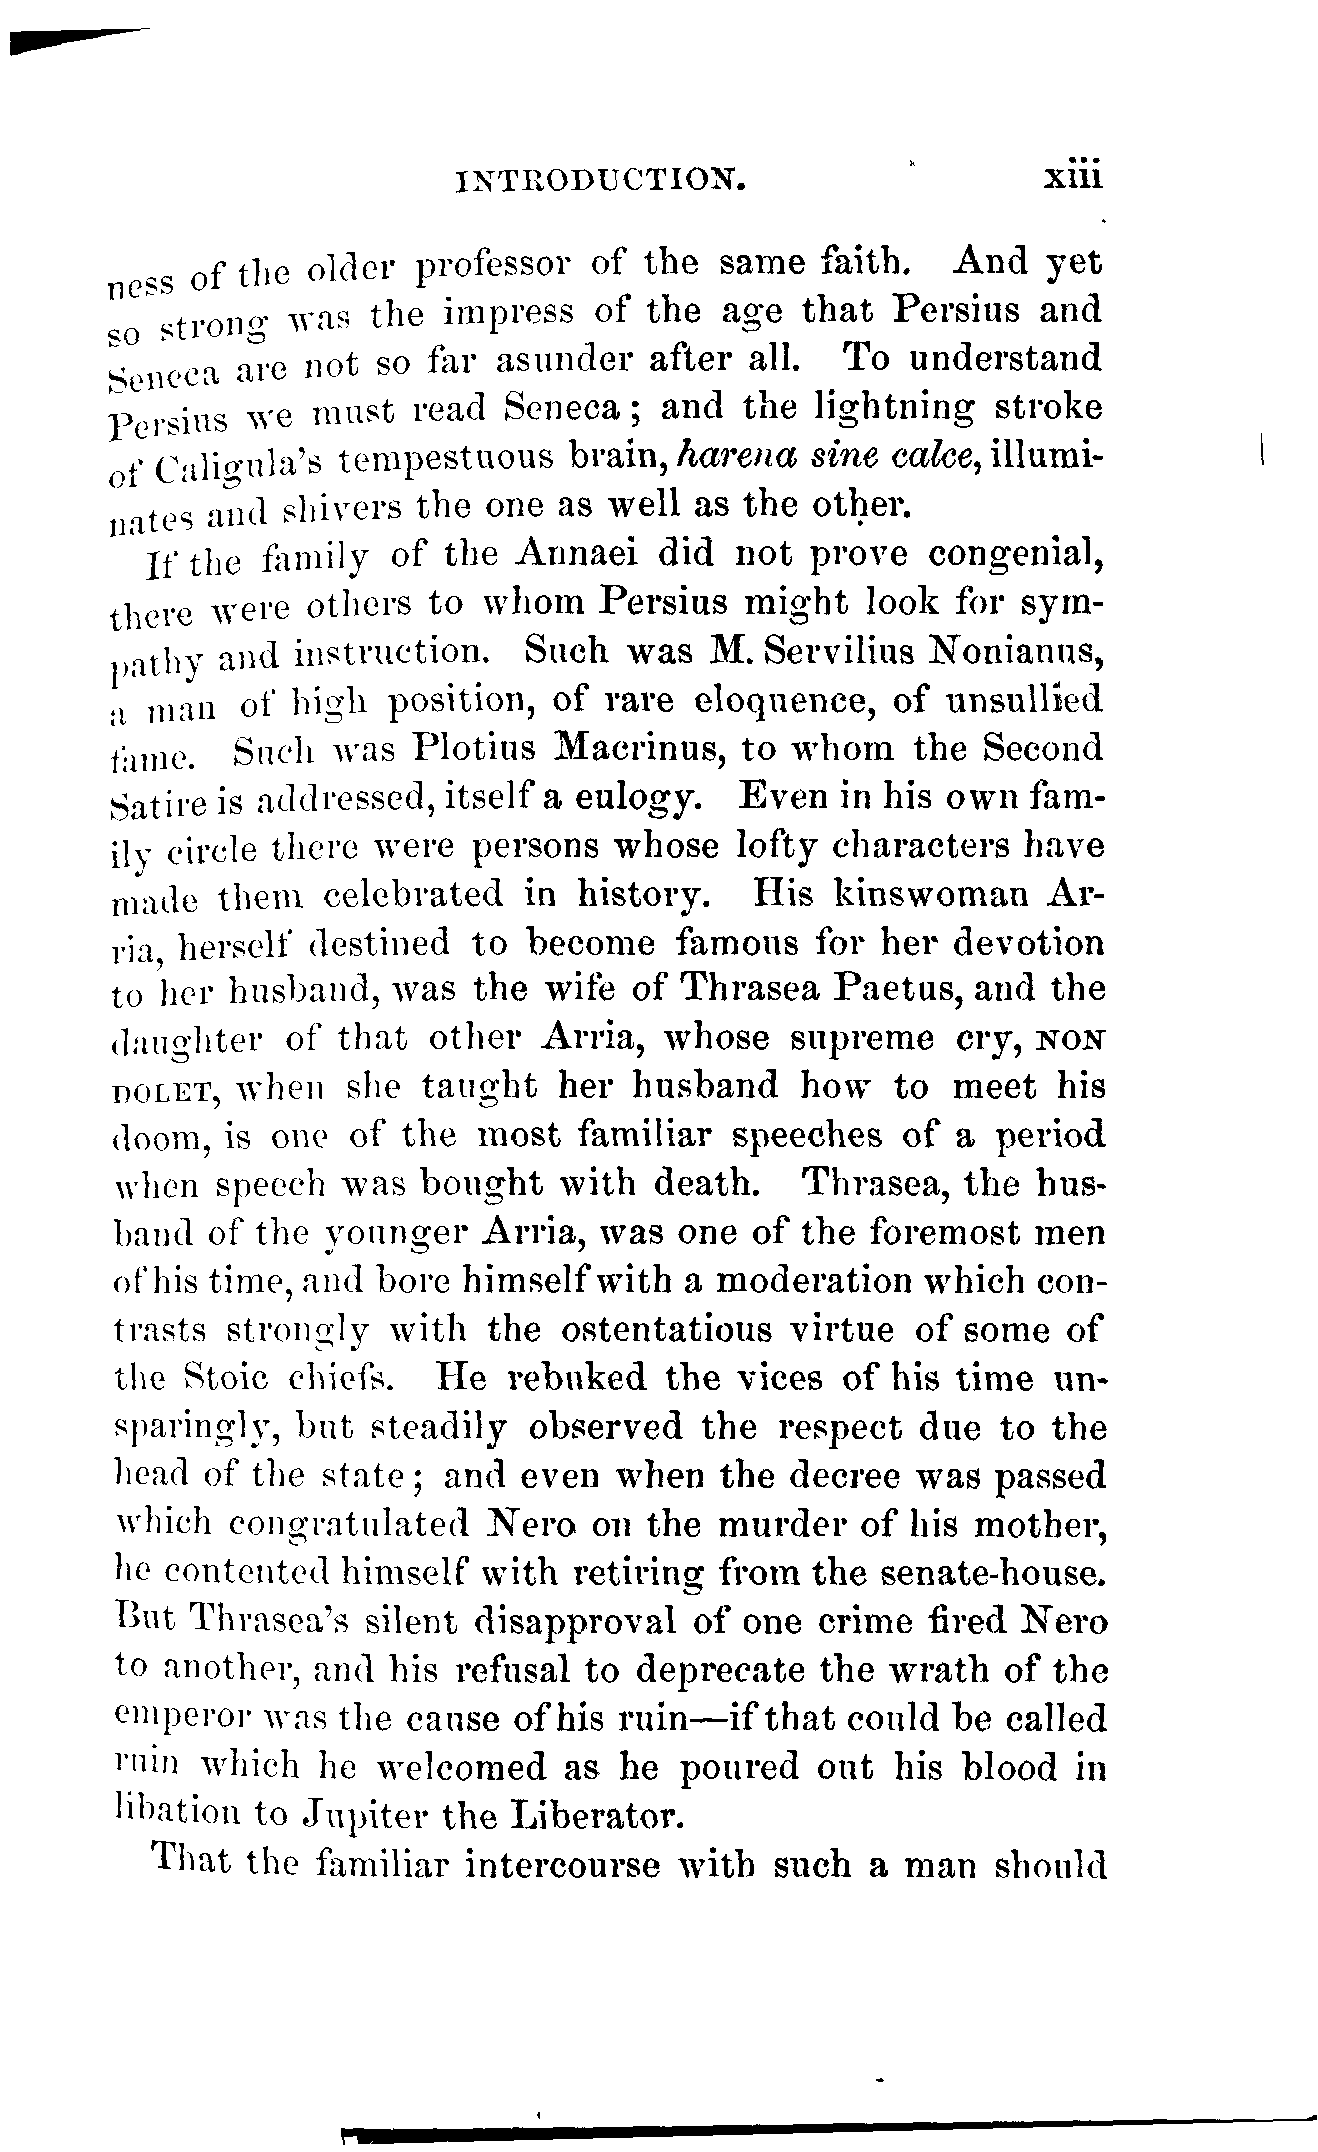 INTRODUCTION. xiii
ness of the older professor of the same faith. And yet
so strong was the impress of the age that Persius and
Seneca are not so far asunder after all. To understand
Persius we must read Seneca; and the lightning stroke
of Caligula's tempestuous brain, harena sine calce, illumi-
nates and shivers the one as well as the other.
If the family of the Annaei did not prove congenial,
there were others to whom Persius might look for sym-
pathy and instruction. Such was M. Servilius Nonianus,
a man of high position, of rare eloquence, of unsullied
fame. Such was Plotius Macrinus, to whom the Second
Satire is addressed, itself a eulogy. Even in his own fam-
ily circle there were persons whose lofty characters have
made them celebrated in history. His kinswoman Ar-
ria, herself destined to become famous for her devotion
to her husband, was the wife of Thrasea Paetus, and the
daughter of that other Arria, whose supreme cry, NON
DOLET, when she taught her husband how to meet his
doom, is one of the most familiar speeches of a period
when speech was bought with death. Thrasea, the hus-
band of the younger Arria, was one of the foremost men
of his time, and bore himself with a moderation which con-
trasts strongly with the ostentatious virtue of some of
the Stoic chiefs. He rebuked the vices of his time un-
sparingly, but steadily observed the respect due to the
head of the state; and even when the decree was passed
which congratulated Nero on the murder of his mother,
he contented himself with retiring from the senate-house.
But Thrasea's silent disapproval of one crime fired Nero
to another, and his refusal to deprecate the wrath of the
emperor was the cause of his ruin—if that could be called
ruin which he welcomed as he poured out his blood in
libation to Jupiter the Liberator.
That the familiar intercourse with such a man should